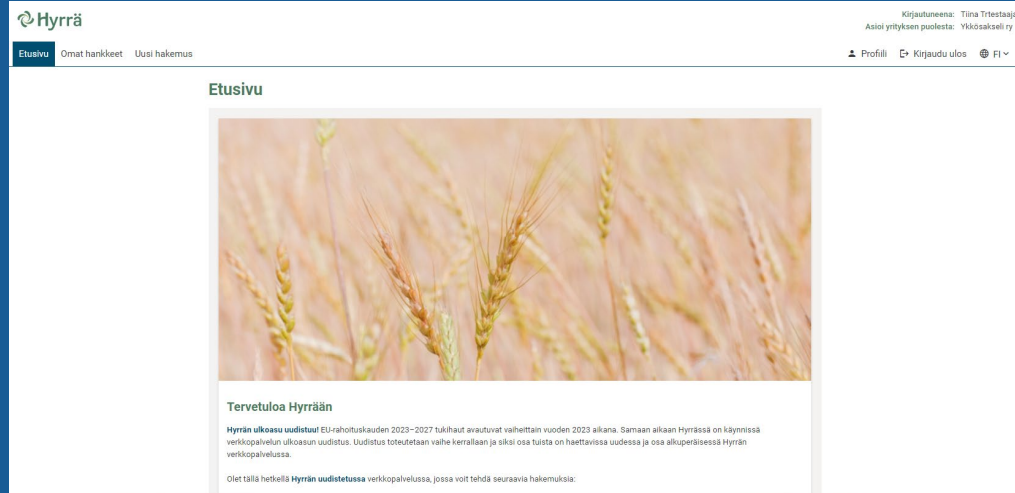 Hyrrä
Kirjautuneena: Tiina Trtestaaja
Asioi yrityksen puolesta: Ykkösakseli ry
Etusivu Omat hankkeet Uusi hakemus
Profiili Kirjaudu ulos FI
Etusivu
Tervetuloa Hyrrään
Hyrrän ulkoasu uudistuu! EU-rahoituskauden 2023–2027 tukihaut avautuvat vaiheittain vuoden 2023 aikana. Samaan aikaan Hyrrässä on käynnissä
verkkopalvelun ulkoasun uudistus. Uudistus toteutetaan vaihe kerrallaan ja siksi osa tuista on haettavissa uudessa ja osa alkuperäisessä Hyrrän
verkkopalvelussa.
Olet tällä hetkellä Hyrrän uudistetussa verkkopalvelussa, jossa voit tehdä seuraavia hakemuksia: